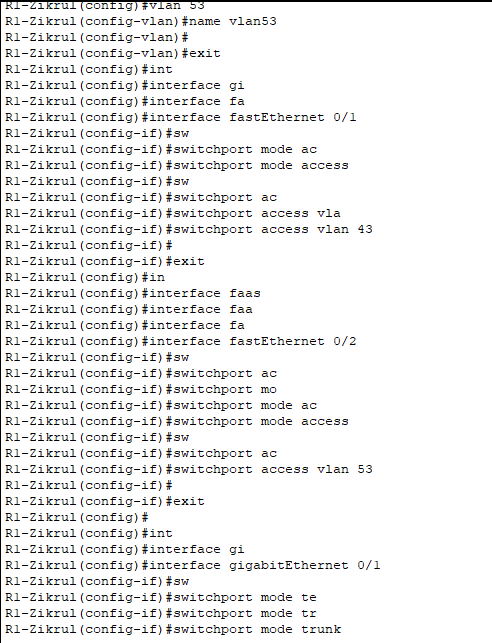 R1-Zikrul(config)#vlan 53
R1-Zikrul(config-vlan)#name vlan53
R1-Zikrul(config-vlan)#
R1-Zikrul(config-vlan)#exit
R1-Zikrul(config)#int
R1-Zikrul(config)#interface gi
R1-Zikrul(config)#interface fa
R1-Zikrul(config)#interface fastEthernet 0/1
R1-Zikrul(config-if)#sw
R1-Zikrul(config-if)#switchport mode ac
R1-Zikrul(config-if)#switchport mode access
R1-Zikrul(config-if)#sw
R1-Zikrul(config-if)#switchport ac
R1-Zikrul(config-if)#switchport access vla
R1-Zikrul(config-if)#switchport access vlan 43
R1-Zikrul(config-if)#
R1-Zikrul(config-if)#exit
R1-Zikrul(config)#in
R1-Zikrul(config)#interface faas
R1-Zikrul(config)#interface faa
R1-Zikrul(config)#interface fa
R1-Zikrul(config)#interface fastEthernet 0/2
R1-Zikrul(config-if)#sw
R1-Zikrul(config-if)#switchport ac
R1-Zikrul(config-if)#switchport mo
R1-Zikrul(config-if)#switchport mode ac
R1-Zikrul(config-if)#switchport mode access
R1-Zikrul(config-if)#sw
R1-Zikrul(config-if)#switchport ac
R1-Zikrul(config-if)#switchport access vlan 53
R1-Zikrul(config-if)#
R1-Zikrul(config-if)#exit
R1-Zikrul(config)#
R1-Zikrul(config)#int
R1-Zikrul(config)#interface gi
R1-Zikrul(config)#interface gigabitEthernet 0/1
R1-Zikrul(config-if)#sw
R1-Zikrul(config-if)#switchport mode te
R1-Zikrul(config-if)#switchport mode tr
R1-Zikrul(config-if)#switchport mode trunk